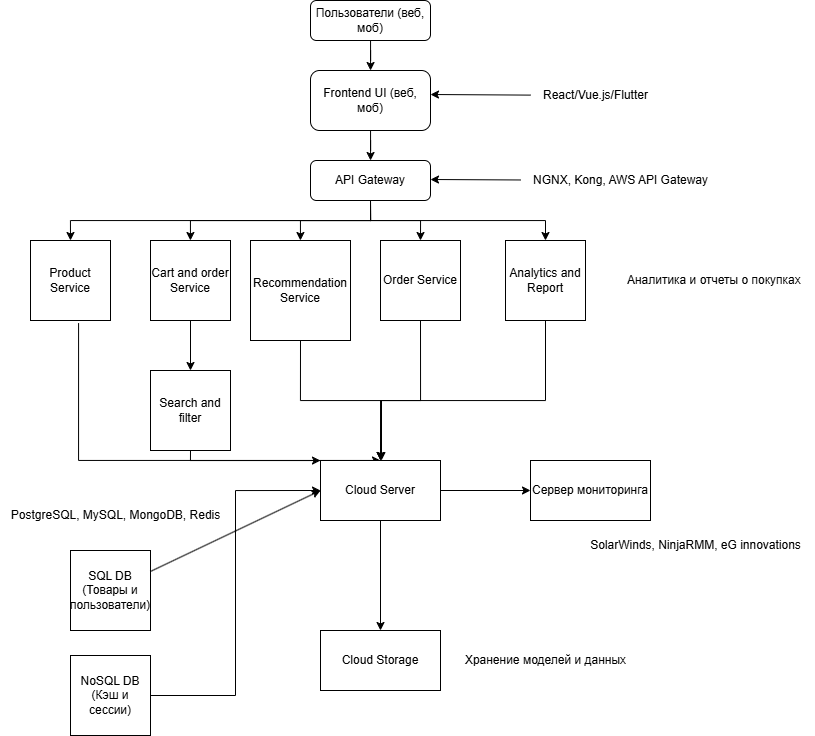 Пользователи (веб,
моб)
Frontend UI (веб,
моб)
React/Vue.js/Flutter
API Gateway
NGNX, Kong, AWS API Gateway
Product
Service
Cart and order
Service
Recommendation
Service
Order Service
Analytics and
Report
Аналитика и отчеты о покупках
Search and
filter
Cloud Server
Сервер мониторинга
PostgreSQL, MySQL, MongoDB, Redis
SolarWinds, NinjaRMM, eG innovations
SQL DB
(Товары и
пользователи)
Cloud Storage
Хранение моделей и данных
NoSQL DB
(Кэш и
сессии)